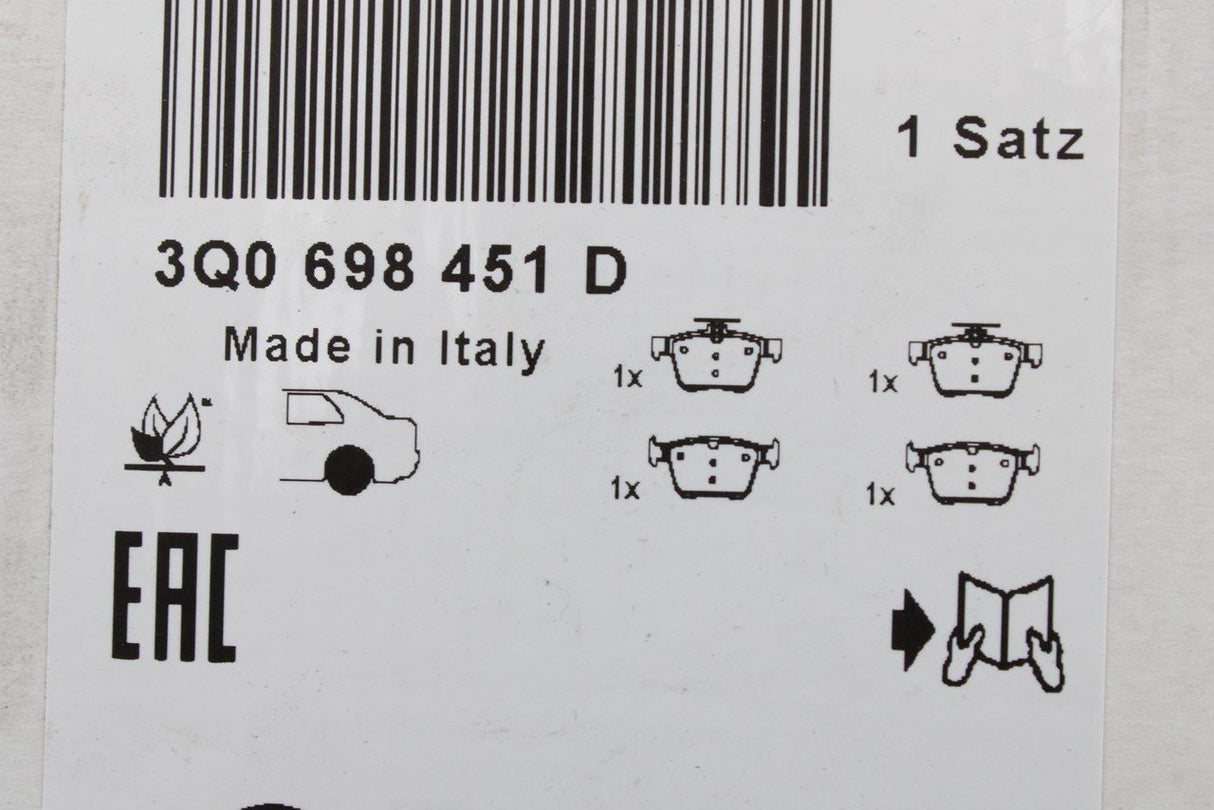 1 Satz
3Q0 698 451 D
Made in Italy
1x
1x
1x
1x
EAC